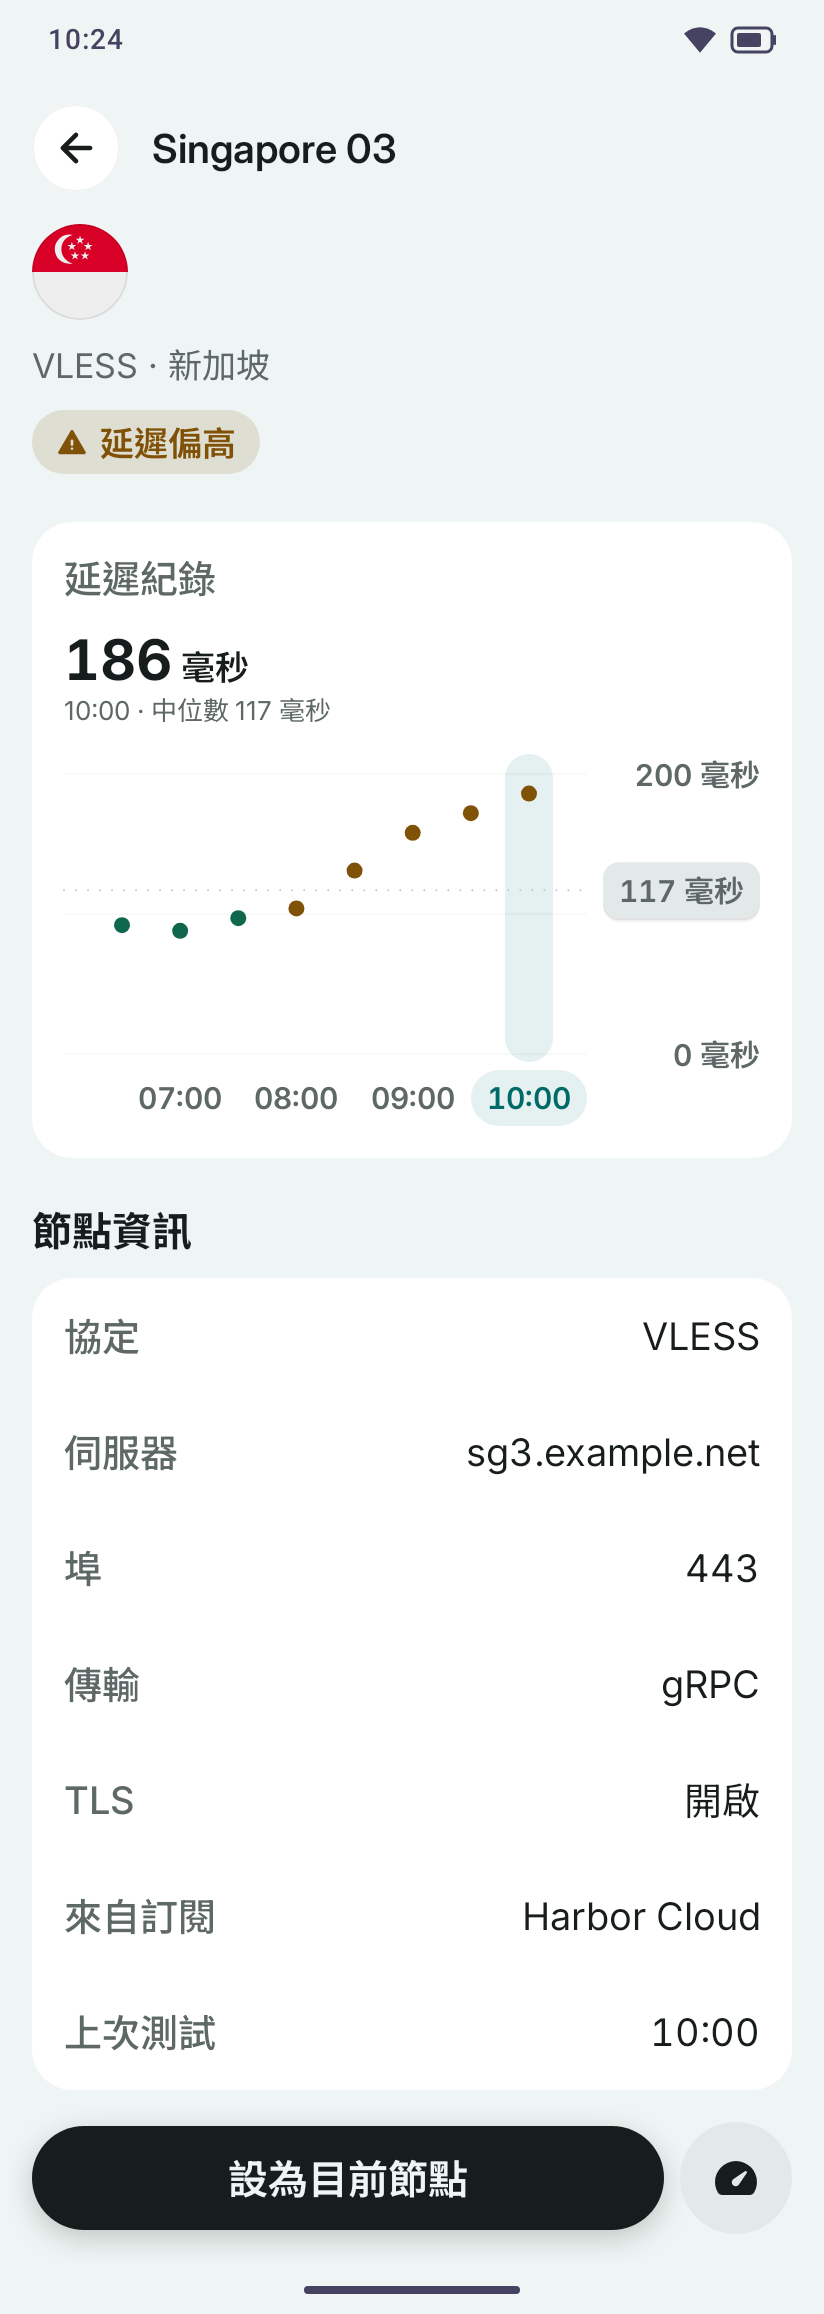 10:24
Singapore 03
VLESS · 新加坡
延遲偏高
延遲紀錄
186 毫秒
10:00 · 中位數 117 毫秒
200 毫秒
117 毫秒
0 毫秒
07:00 08:00 09:00 10:00
節點資訊
協定 VLESS
伺服器 sg3.example.net
埠 443
傳輸 gRPC
TLS 開啟
來自訂閱 Harbor Cloud
上次測試 10:00
設為目前節點